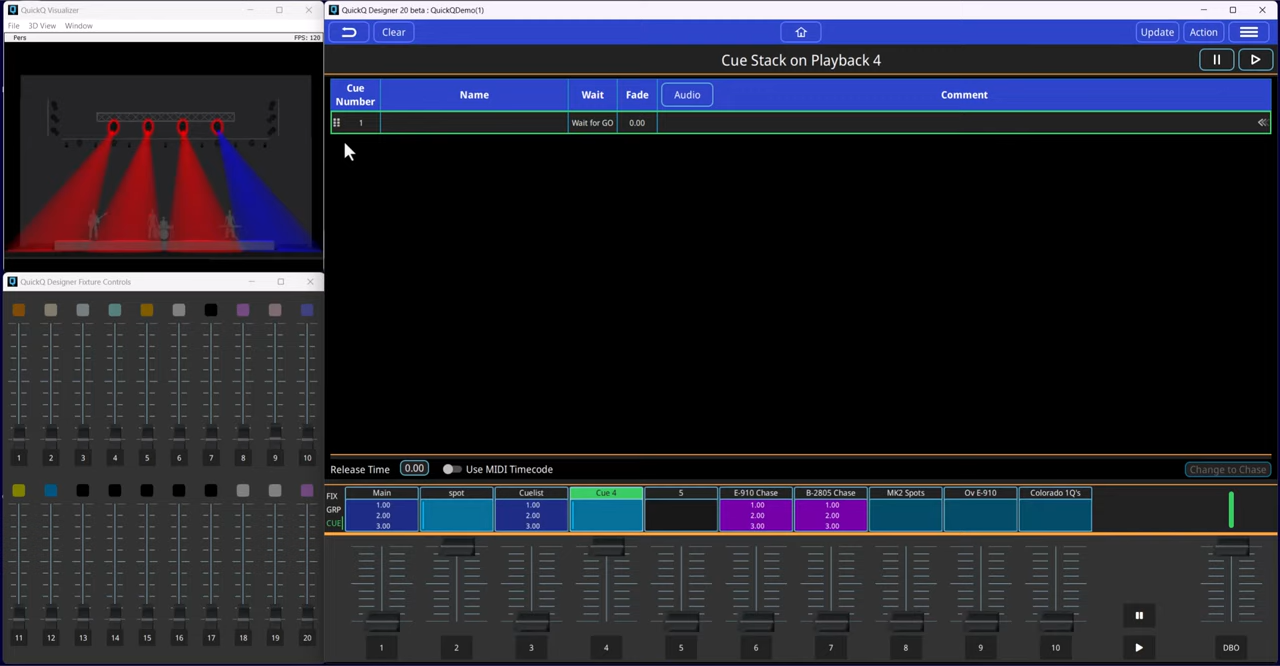 QuickQ Visualizer
File 3D View Window
Pers FPS: 120
QuickQ Designer Fixture Controls
1 2 3 4 5 6 7 8 9 10
11 12 13 14 15 16 17 18 19 20
QuickQ Designer 20 beta : QuickQDemo(1)
Clear Update Action
Cue Stack on Playback 4
Cue Number Name Wait Fade Audio Comment
1 Wait for GO 0.00
Release Time 0.00 Use MIDI Timecode Change to Chase
FIX Main spot Cuelist Cue 4 5 E-910 Chase B-2805 Chase MK2 Spots Ov E-910 Colorado 1Q's
GRP 1.00 1.00 1.00 1.00
2.00 2.00 2.00 2.00
CUE 3.00 3.00 3.00 3.00
1 2 3 4 5 6 7 8 9 10 DBO